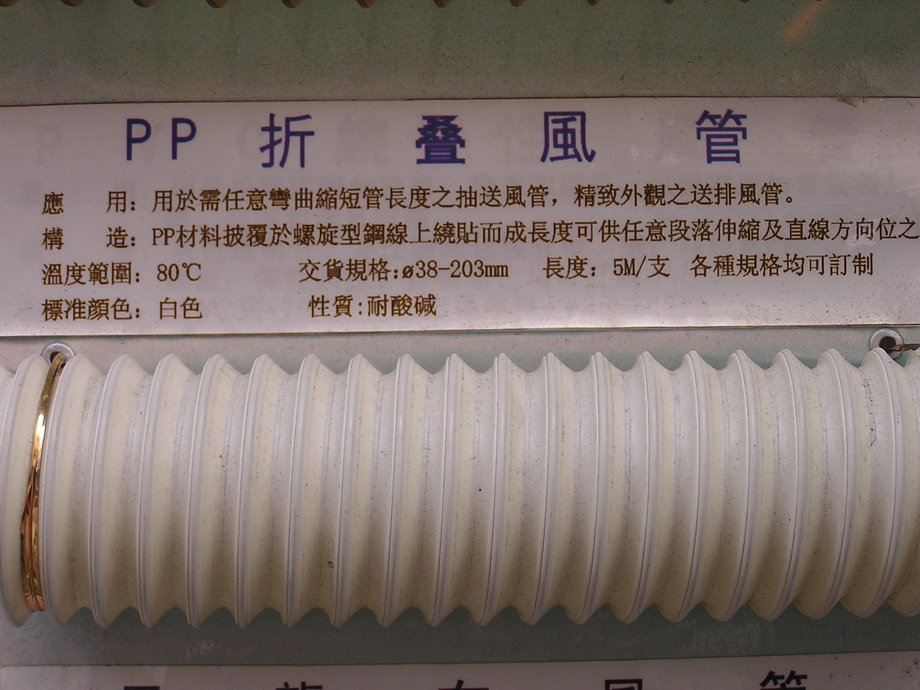 PP 折 叠 風 管
應 用：用於需任意彎曲縮短管長度之抽送風管，精致外觀之送排風管。
構 造：PP材料披覆於螺旋型鋼線上繞貼而成長度可供任意段落伸縮及直線方向位之
溫度範圍：80℃ 交貨規格:ø38-203mm 長度：5M/支 各種規格均可訂制
標准顏色：白色 性質:耐酸碱